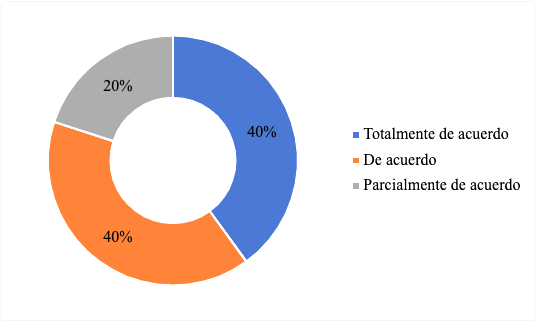 20%
40%
40%
Totalmente de acuerdo
De acuerdo
Parcialmente de acuerdo